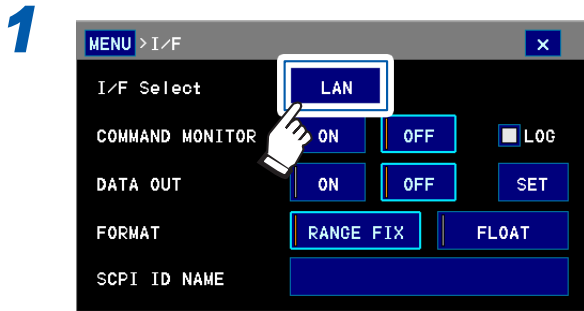 1
MENU >I/F ×
I/F Select LAN
COMMAND MONITOR ON OFF LOG
DATA OUT ON OFF SET
FORMAT RANGE FIX FLOAT
SCPI ID NAME